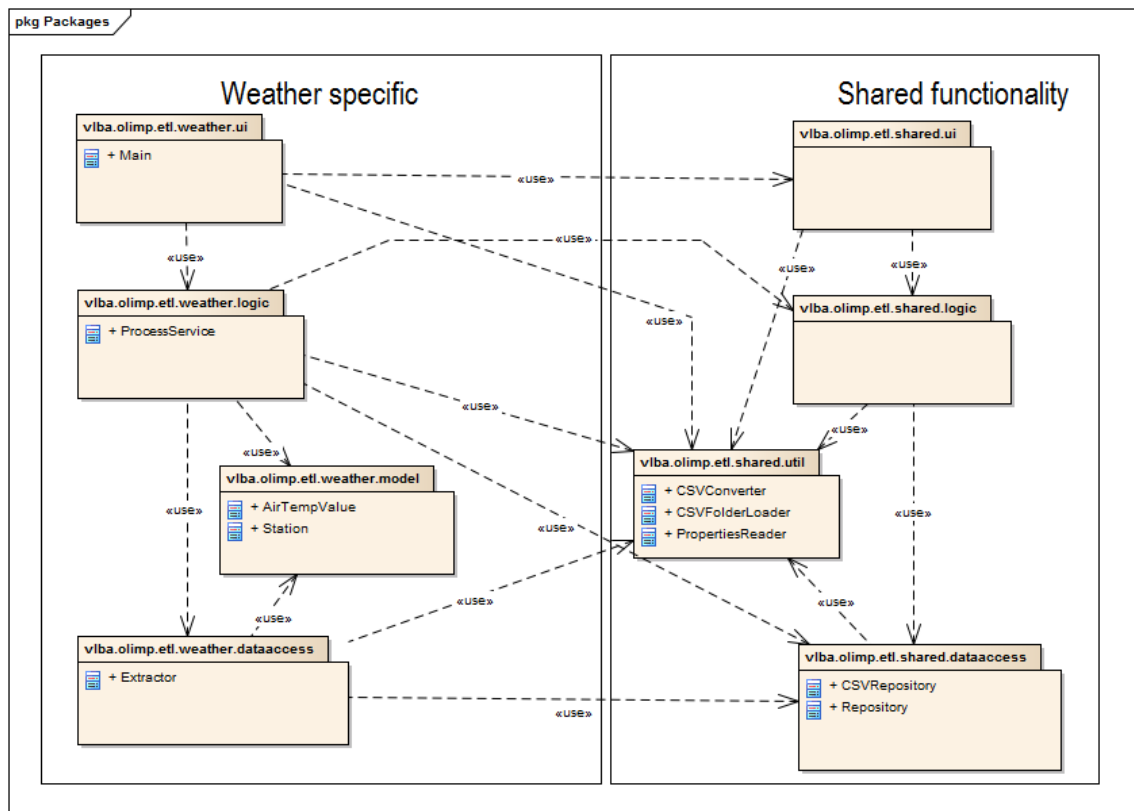 pkg Packages
Weather specific
Shared functionality
vlba.olimp.etl.weather.ui
+ Main
vlba.olimp.etl.shared.ui
«use»
«use»
«use»
«use»
«use»
«use»
vlba.olimp.etl.weather.logic
+ ProcessService
vlba.olimp.etl.shared.logic
«use»
«use»
«use»
vlba.olimp.etl.weather.model
+ AirTempValue
+ Station
vlba.olimp.etl.shared.util
+ CSVConverter
+ CSVFolderLoader
+ PropertiesReader
«use»
«use»
«use»
«use»
«use»
«use»
vlba.olimp.etl.weather.dataaccess
+ Extractor
vlba.olimp.etl.shared.dataaccess
+ CSVRepository
+ Repository
«use»